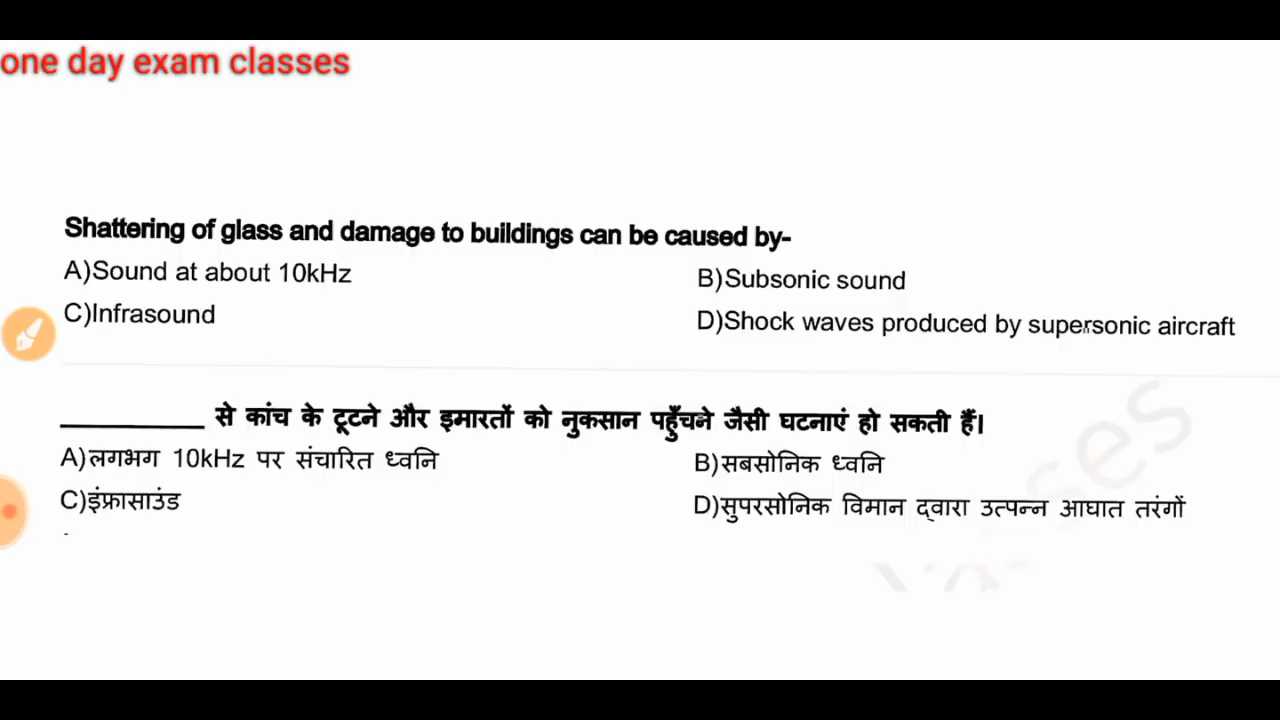 one day exam classes
Shattering of glass and damage to buildings can be caused by-
A)Sound at about 10kHz B)Subsonic sound
C)Infrasound D)Shock waves produced by supersonic aircraft
__________ से कांच के टूटने और इमारतों को नुकसान पहुँचने जैसी घटनाएं हो सकती हैं।
A)लगभग 10kHz पर संचारित ध्वनि B)सबसोनिक ध्वनि
C)इंफ्रासाउंड D)सुपरसोनिक विमान द्वारा उत्पन्न आघात तरंगों